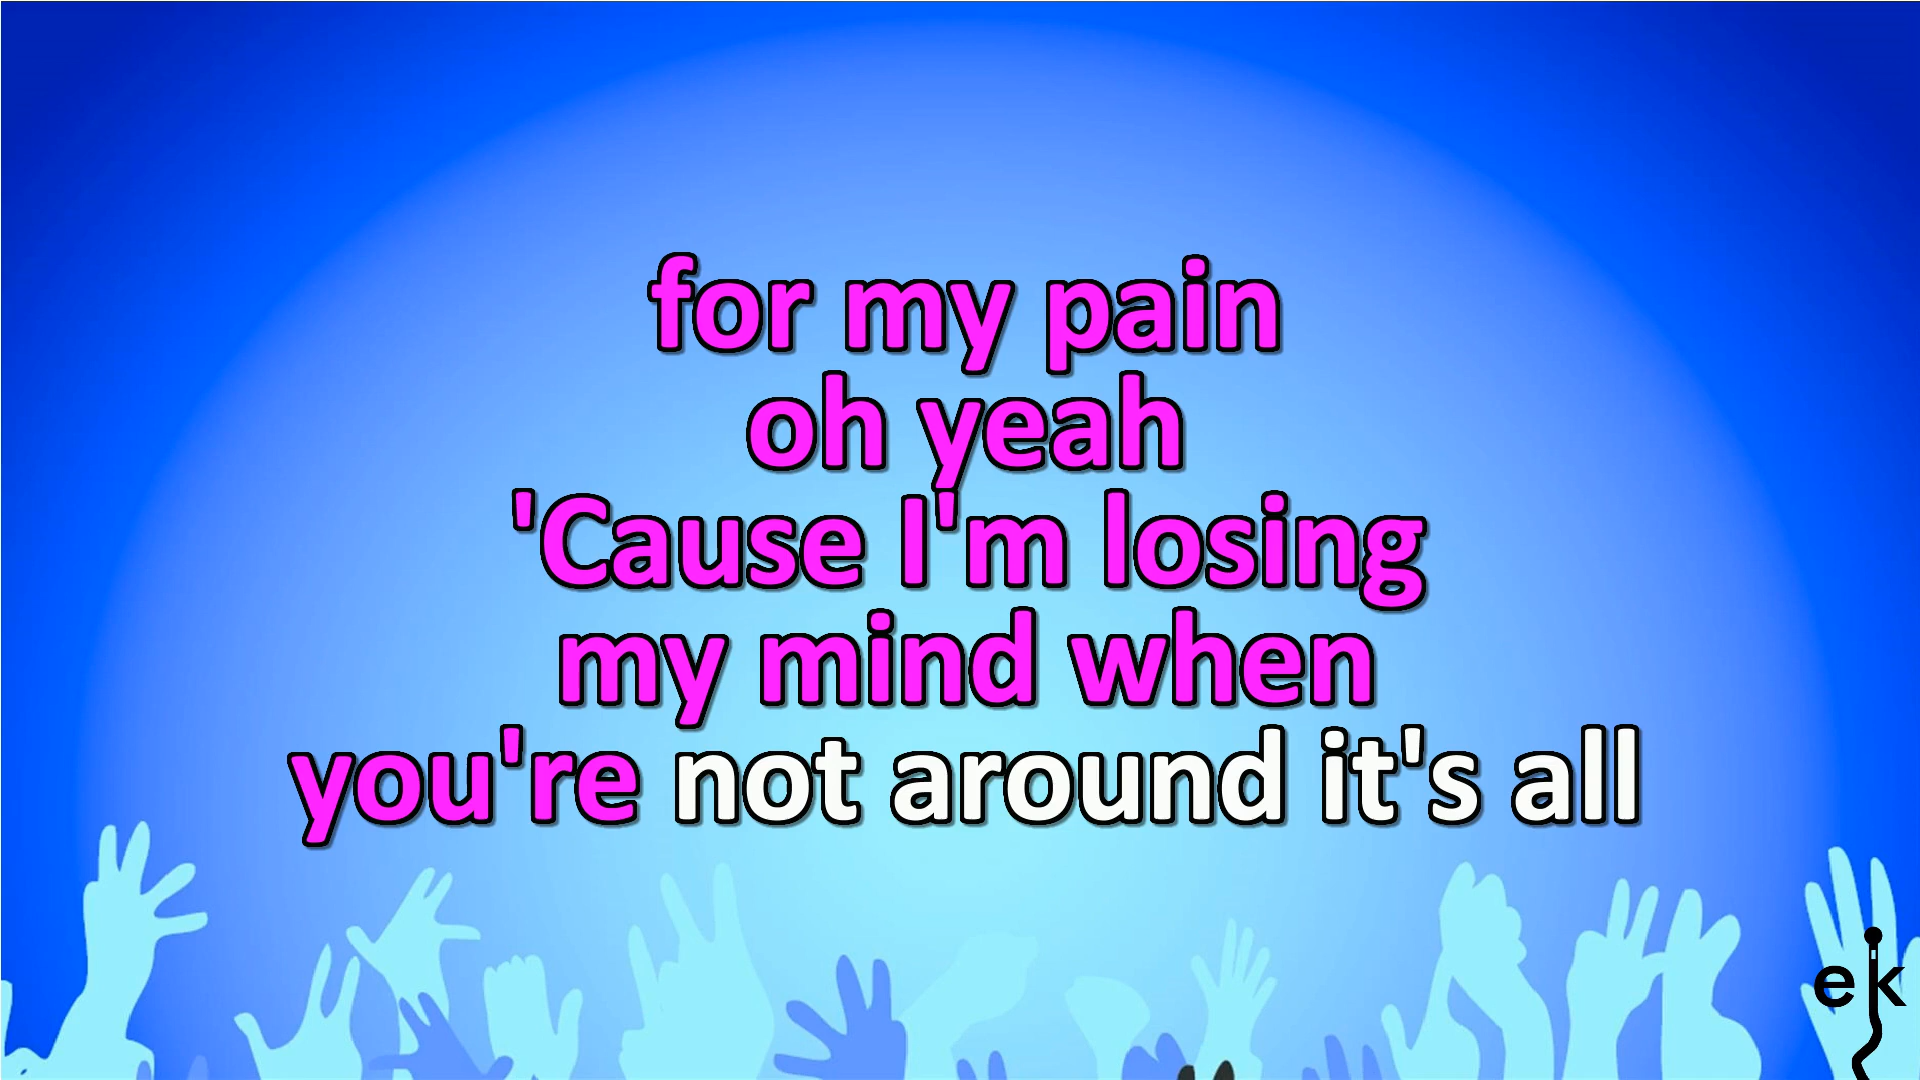 for my pain
oh yeah
'Cause I'm losing
my mind when
you're not around it's all
ek